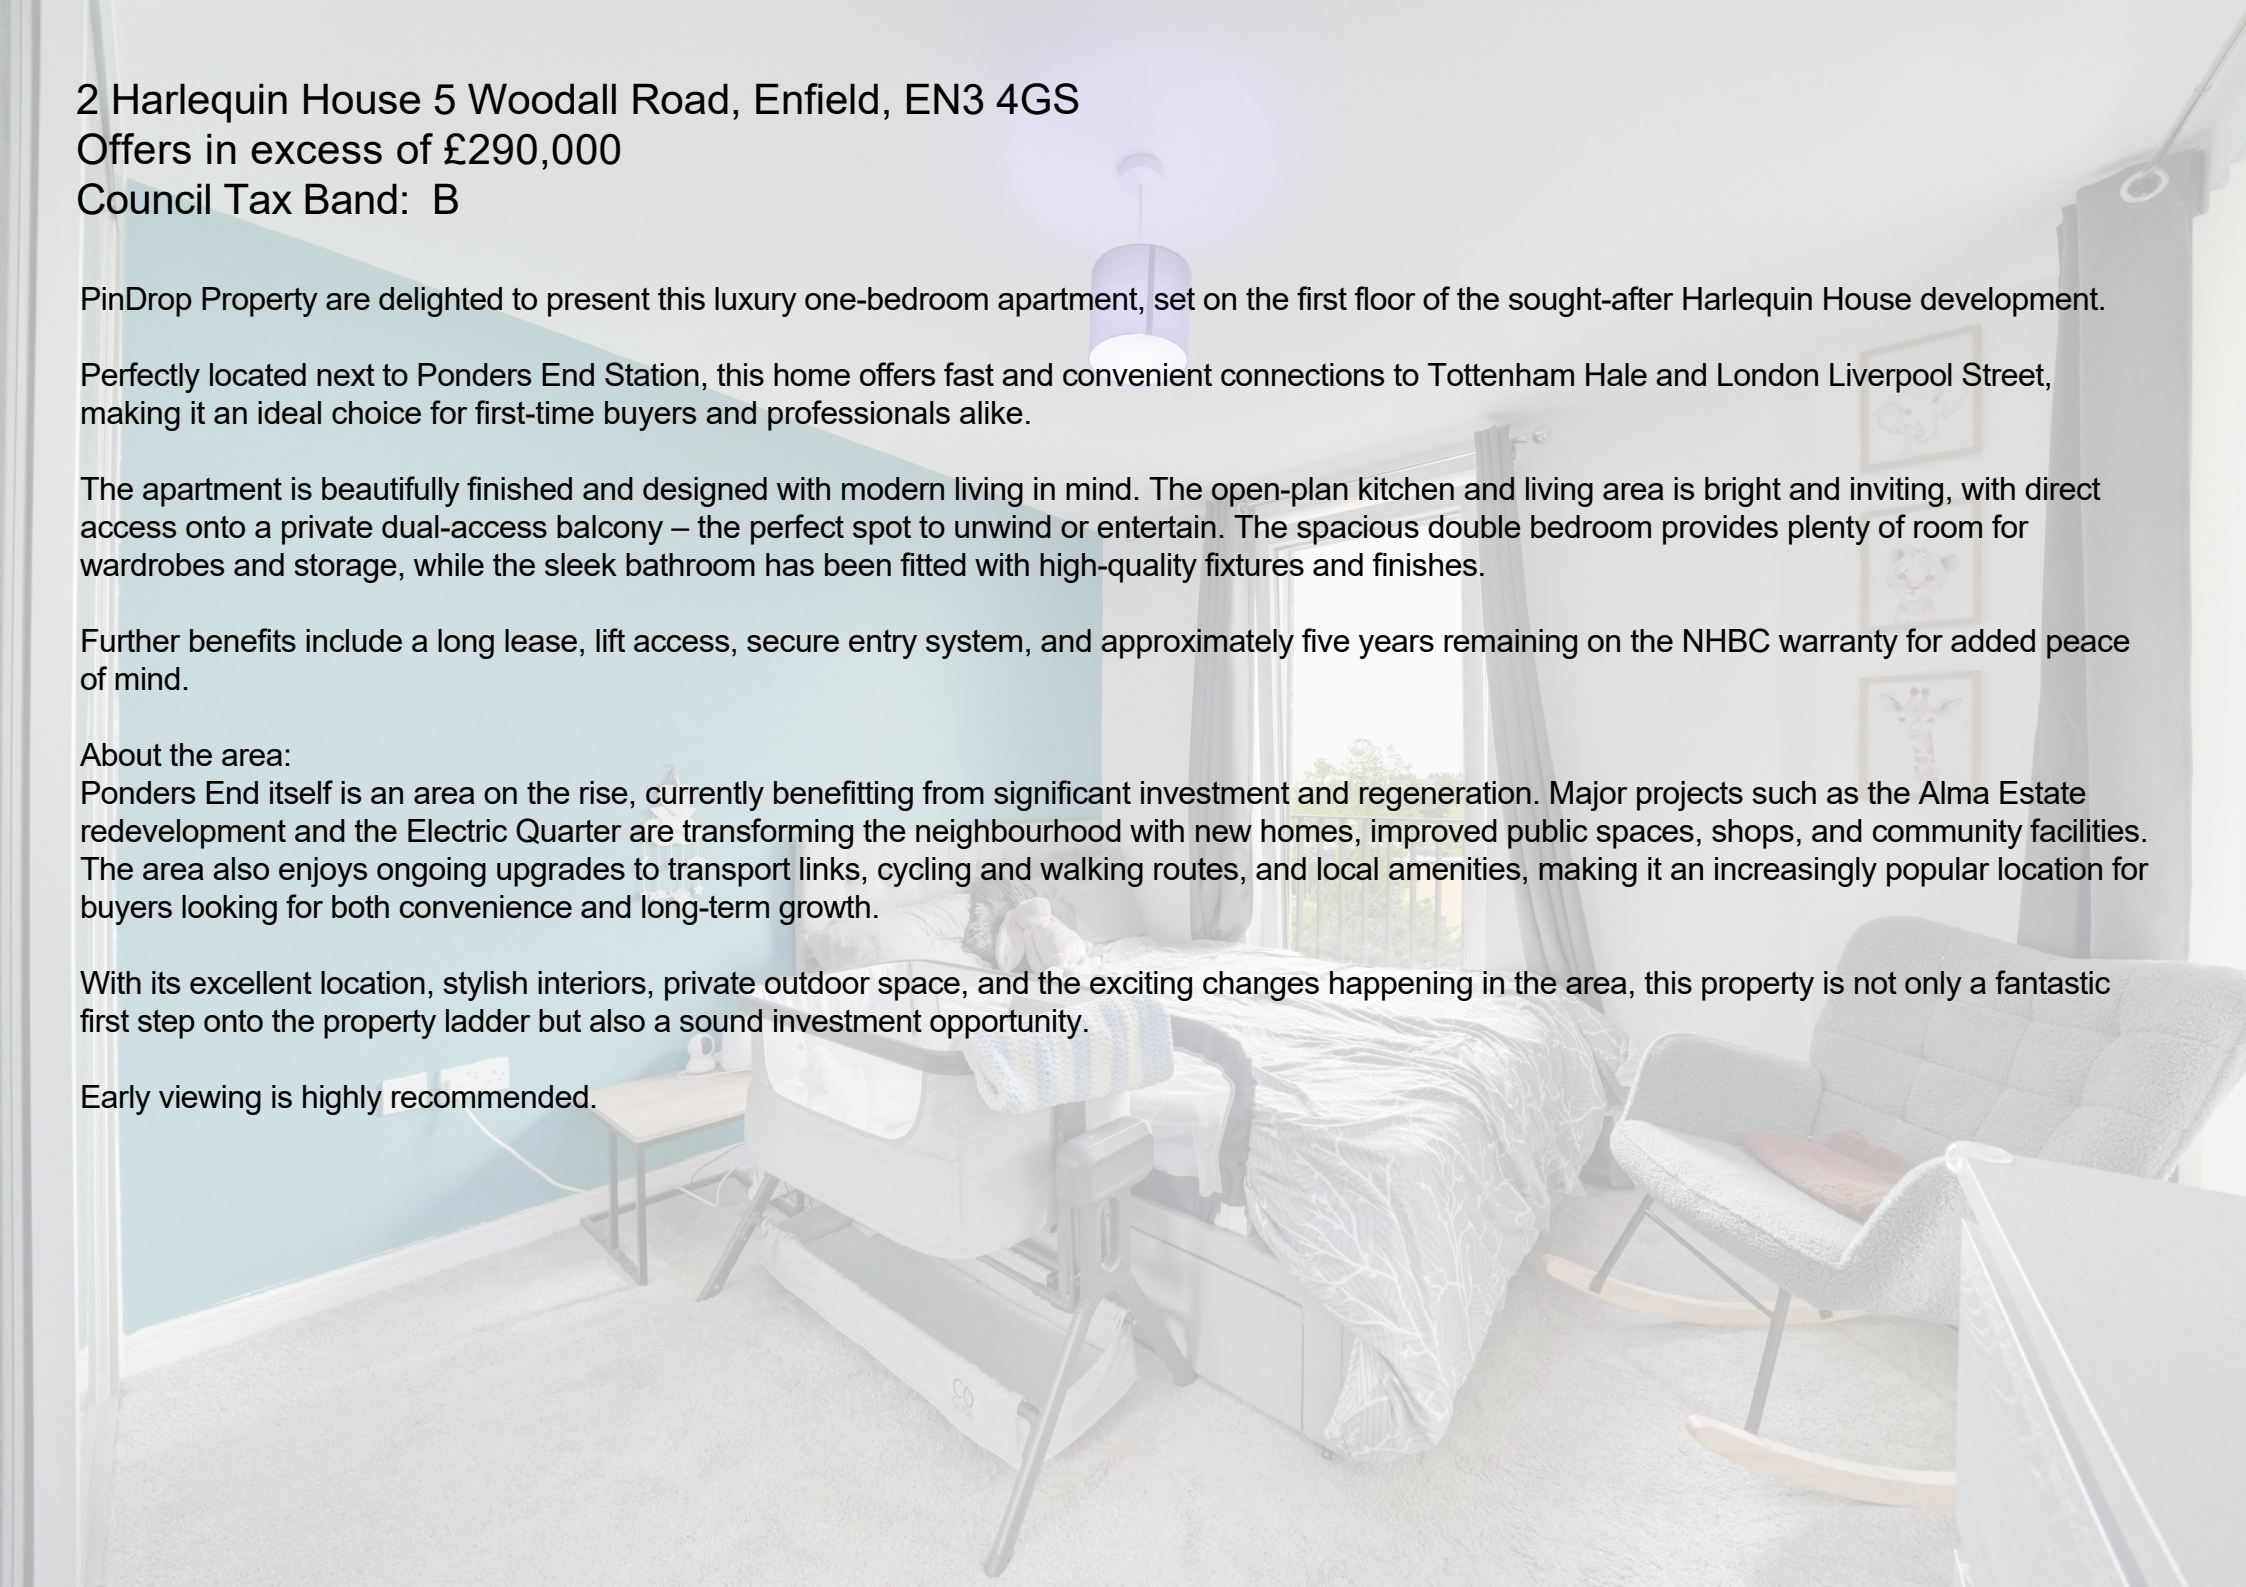 2 Harlequin House 5 Woodall Road, Enfield, EN3 4GS
Offers in excess of £290,000
Council Tax Band:  B
PinDrop Property are delighted to present this luxury one-bedroom apartment, set on the first floor of the sought-after Harlequin House development.
Perfectly located next to Ponders End Station, this home offers fast and convenient connections to Tottenham Hale and London Liverpool Street,
making it an ideal choice for first-time buyers and professionals alike.
The apartment is beautifully finished and designed with modern living in mind. The open-plan kitchen and living area is bright and inviting, with direct
access onto a private dual-access balcony – the perfect spot to unwind or entertain. The spacious double bedroom provides plenty of room for
wardrobes and storage, while the sleek bathroom has been fitted with high-quality fixtures and finishes.
Further benefits include a long lease, lift access, secure entry system, and approximately five years remaining on the NHBC warranty for added peace
of mind.
About the area:
Ponders End itself is an area on the rise, currently benefitting from significant investment and regeneration. Major projects such as the Alma Estate
redevelopment and the Electric Quarter are transforming the neighbourhood with new homes, improved public spaces, shops, and community facilities.
The area also enjoys ongoing upgrades to transport links, cycling and walking routes, and local amenities, making it an increasingly popular location for
buyers looking for both convenience and long-term growth.
With its excellent location, stylish interiors, private outdoor space, and the exciting changes happening in the area, this property is not only a fantastic
first step onto the property ladder but also a sound investment opportunity.
Early viewing is highly recommended.